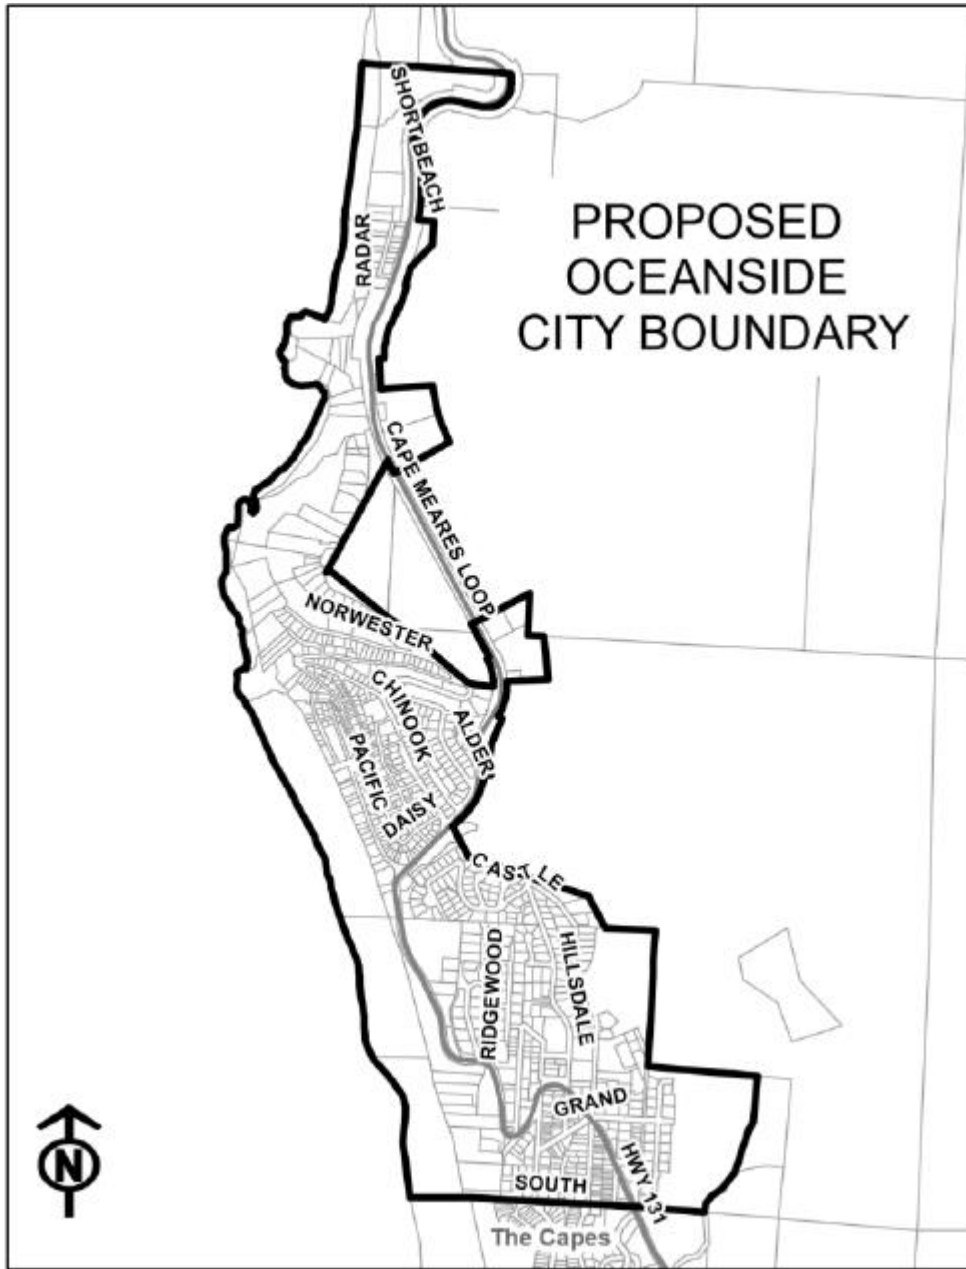 SHORT BEACH
PROPOSED
OCEANSIDE
CITY BOUNDARY
RADAR
CAPE MEARES LOOP
NORWESTER
CHINOOK
ALDER
PACIFIC
DAISY
CASTLE
RIDGEWOOD
HILLSDALE
GRAND
N
HWY 131
SOUTH
The Capes